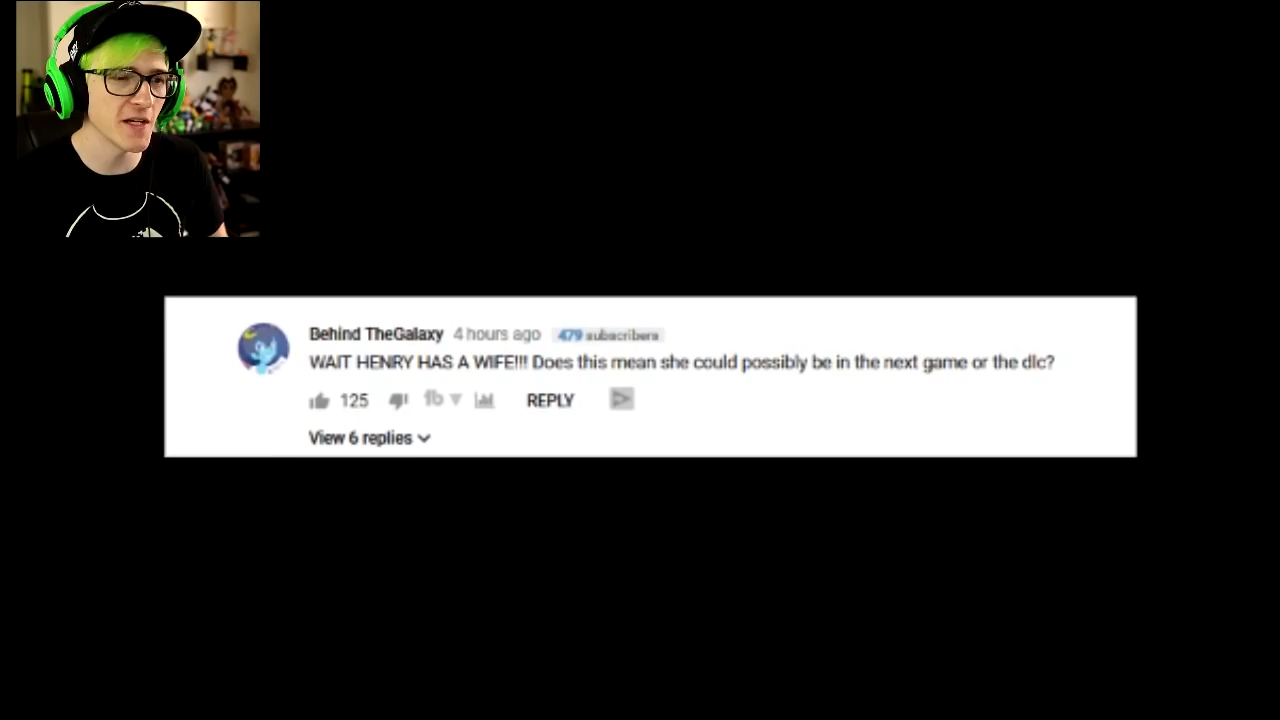 Behind TheGalaxy 4 hours ago 479 subscribers
WAIT HENRY HAS A WIFE!!! Does this mean she could possibly be in the next game or the dlc?
125 REPLY
View 6 replies